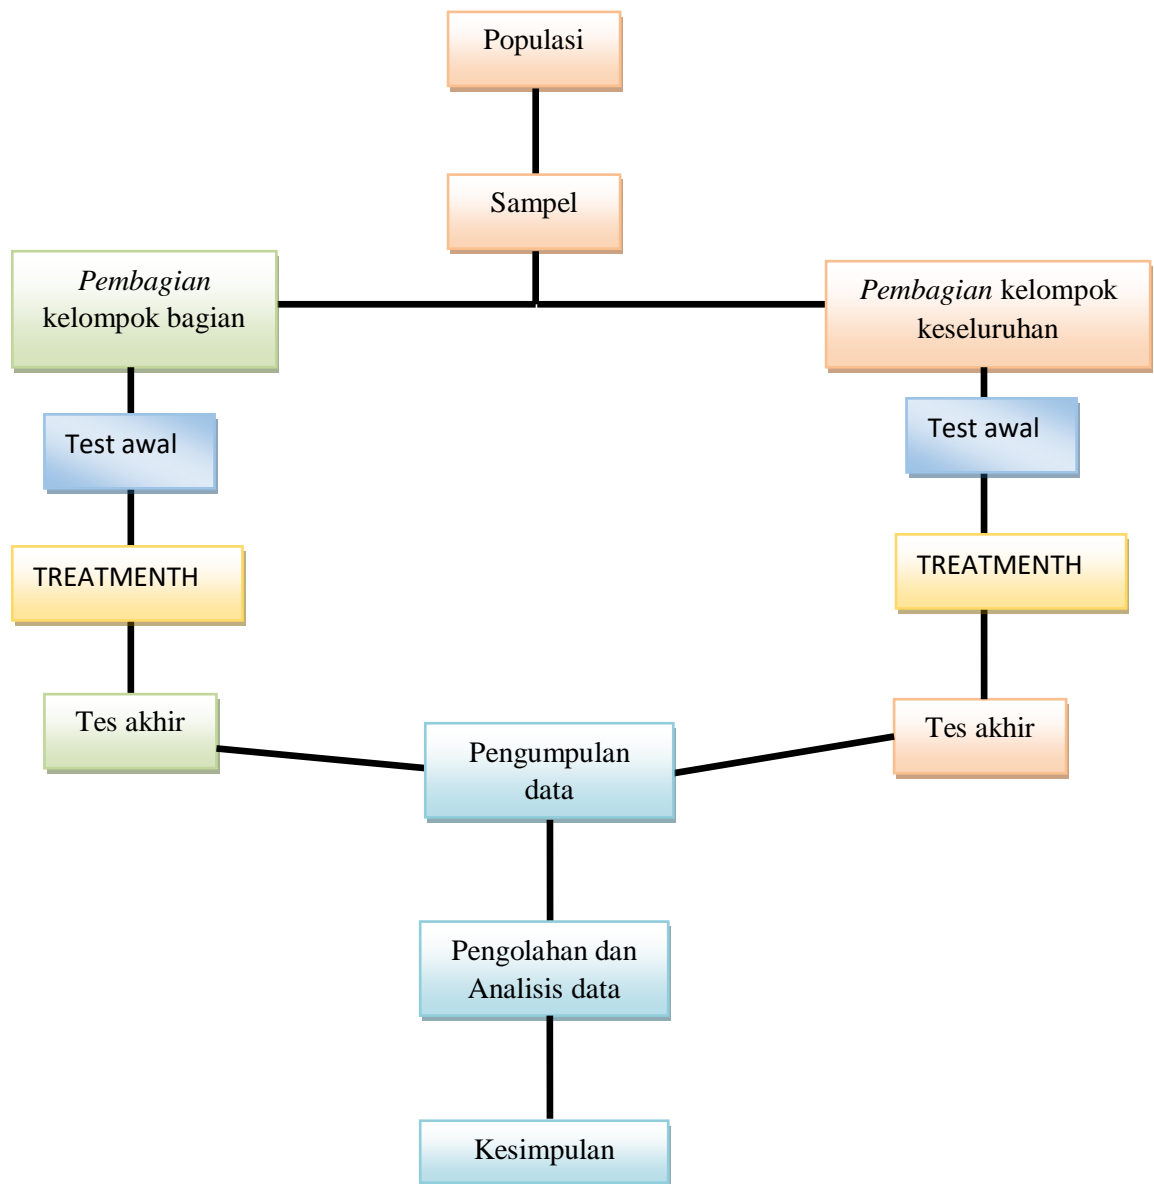 Populasi
Sampel
Pembagian
kelompok bagian
Pembagian kelompok
keseluruhan
Test awal
Test awal
TREATMENTH
TREATMENTH
Tes akhir
Tes akhir
Pengumpulan
data
Pengolahan dan
Analisis data
Kesimpulan